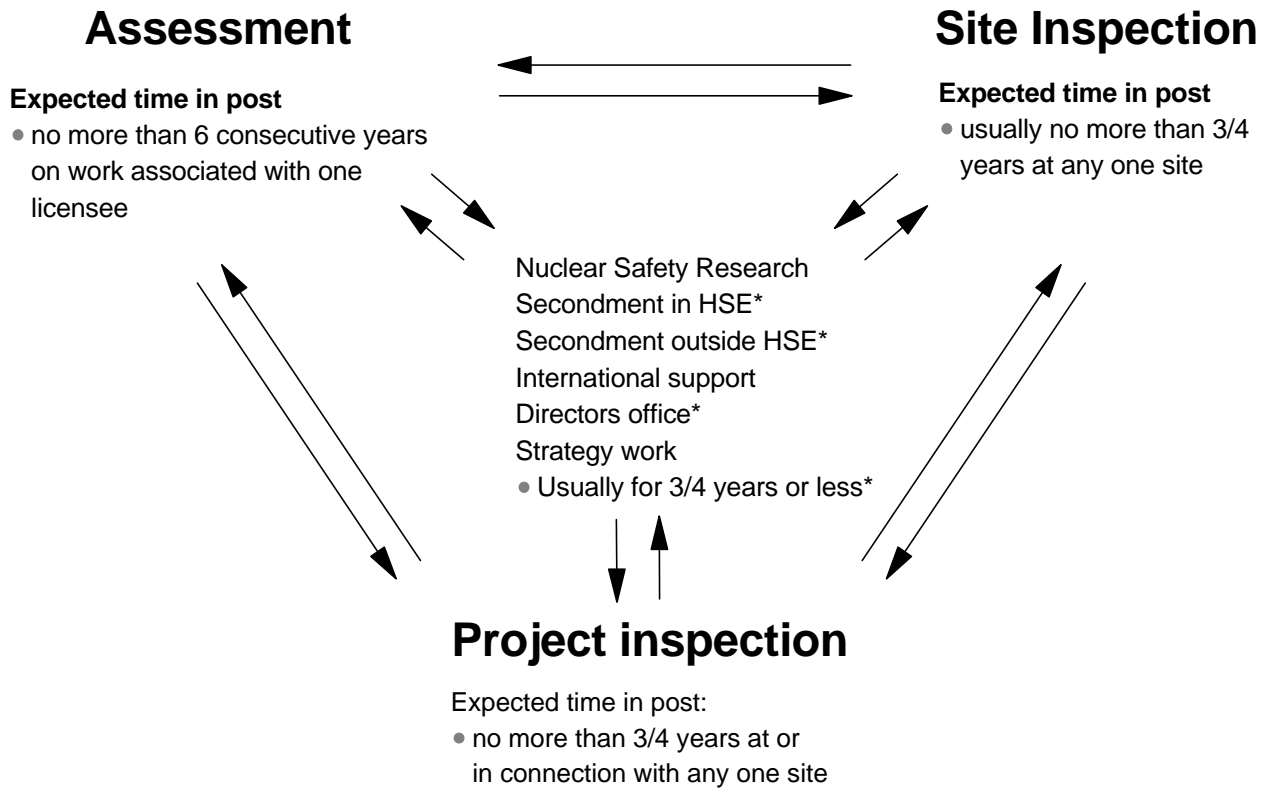 Assessment
Expected time in post
• no more than 6 consecutive years
on work associated with one
licensee
Site Inspection
Expected time in post
• usually no more than 3/4
years at any one site
Nuclear Safety Research
Secondment in HSE*
Secondment outside HSE*
International support
Directors office*
Strategy work
• Usually for 3/4 years or less*
Project inspection
Expected time in post:
• no more than 3/4 years at or
in connection with any one site